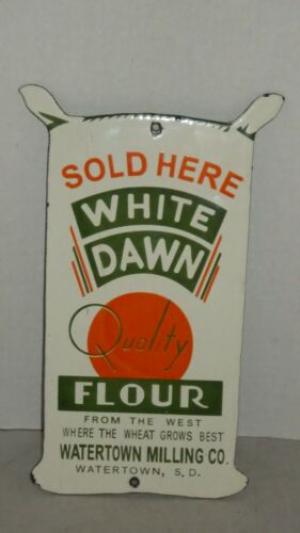 SOLD HERE
WHITE
DAWN
Quality
FLOUR
FROM THE WEST
WHERE THE WHEAT GROWS BEST
WATERTOWN MILLING CO.
WATERTOWN, S.D.